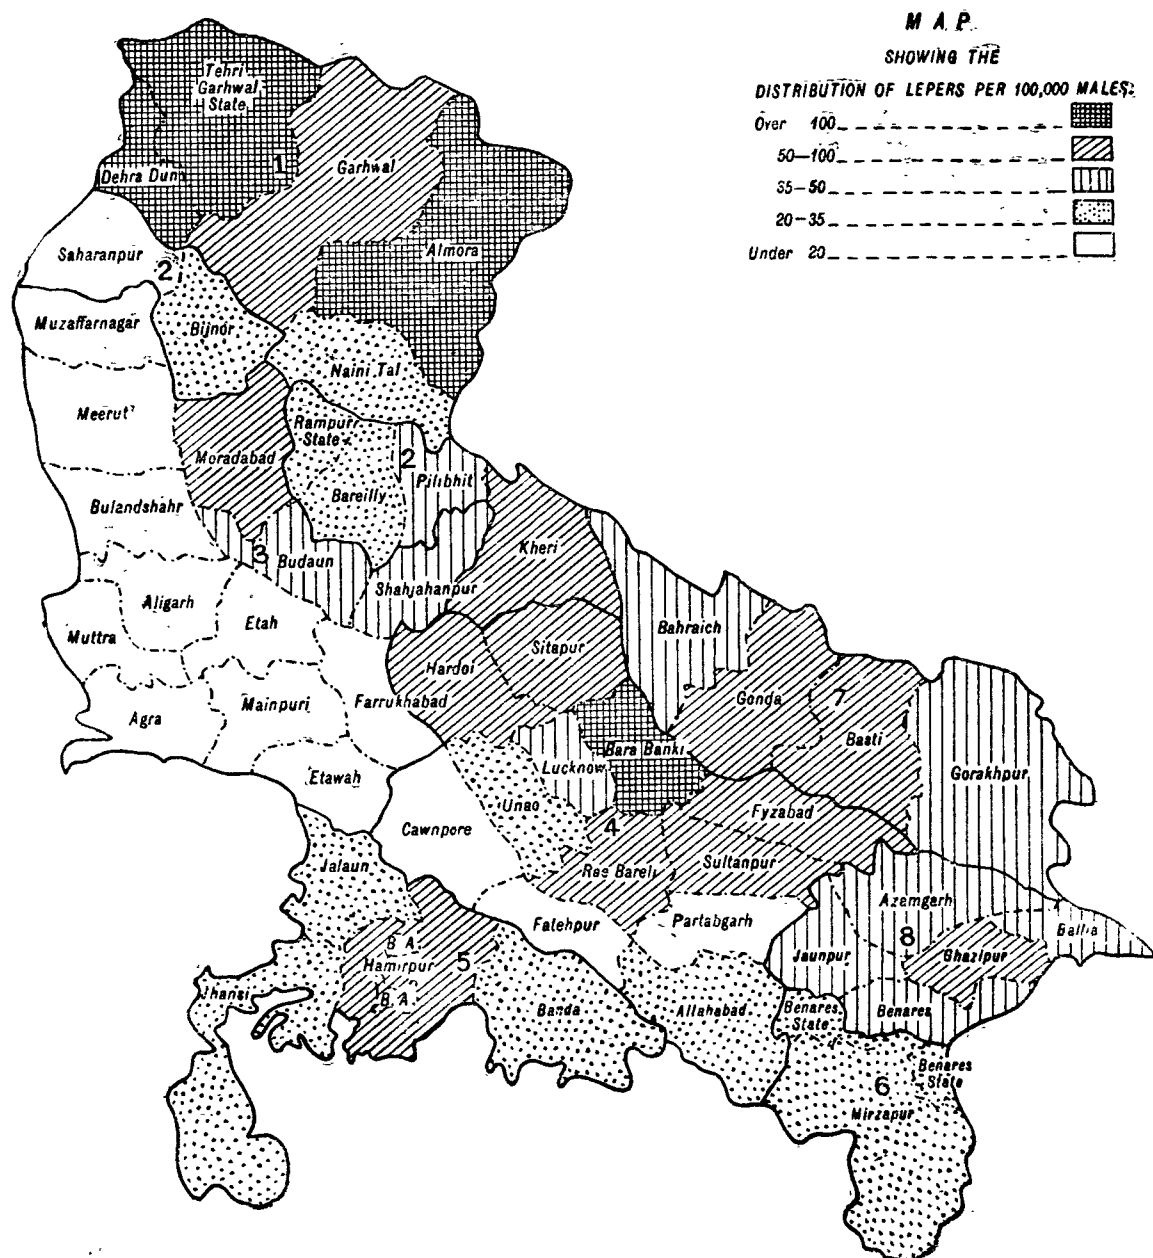 MAP
SHOWING THE
DISTRIBUTION OF LEPERS PER 100,000 MALES.
Over 100
50–100
35–50
20–35
Under 20
Tehri
Garhwal
State
1
Garhwal
Dehra Dun
Saharanpur
2
Almora
Muzaffarnagar
Bijnor
Naini Tal
Meerut
Rampur
State
Moradabad
2
Pilibhit
Bareilly
Bulandshahr
3
Budaun
Kheri
Shahjahanpur
Aligarh
Etah
Muttra
Bahraich
Sitapur
Hardoi
Mainpuri
Farrukhabad
Agra
Gonda
7
Basti
Bara Banki
Lucknow
Gorakhpur
Etawah
Unao
Cawnpore
Fyzabad
4
Jalaun
Rae Bareli
Sultanpur
Azamgarh
Fatehpur
Partabgarh
Ballia
8
B A.
Hamirpur
5
Jaunpur
Ghazipur
B. A.
Jhansi
Banda
Allahabad
Benares
State
Benares
Benares
State
6
Mirzapur